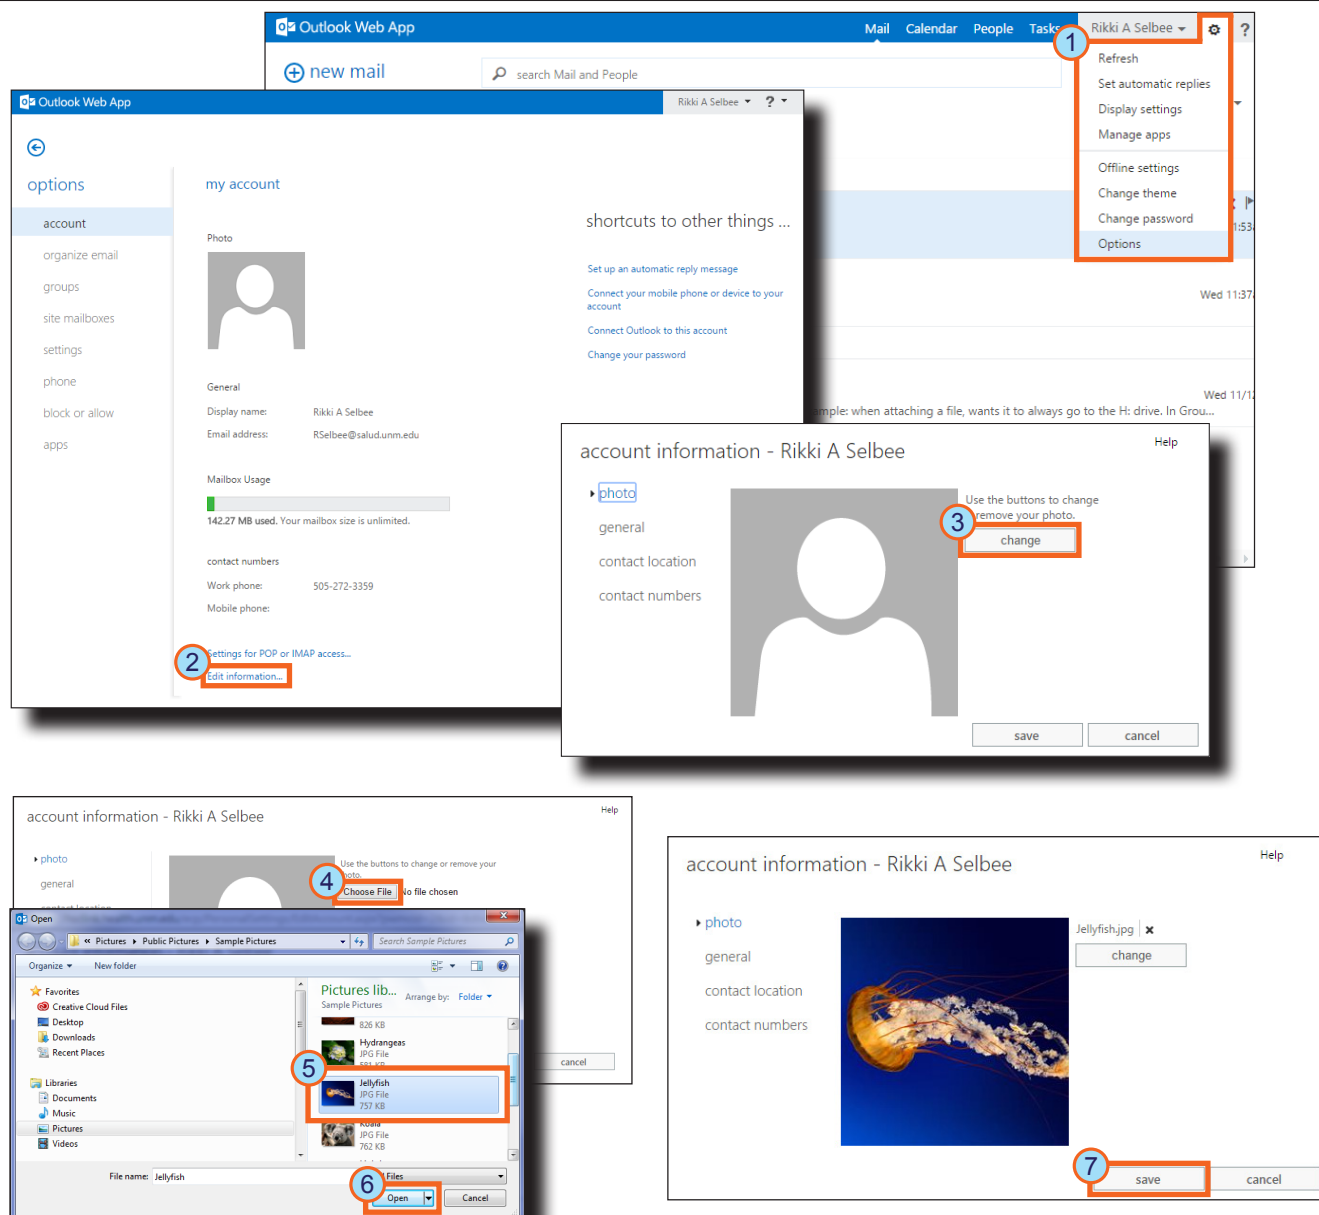 Outlook Web App
Mail Calendar People Tasks Rikki A Selbee ?
1
new mail
search Mail and People
Refresh
Set automatic replies
Display settings
Manage apps
Offline settings
Change theme
Change password
Options
1:53a
Wed 11:37a
Wed 11/12
mple: when attaching a file, wants it to always go to the H: drive. In Grou...
Outlook Web App
Rikki A Selbee ?
options
account
organize email
groups
site mailboxes
settings
phone
block or allow
apps
my account
Photo
General
Display name: Rikki A Selbee
Email address: RSelbee@salud.unm.edu
Mailbox Usage
142.27 MB used. Your mailbox size is unlimited.
contact numbers
Work phone: 505-272-3359
Mobile phone:
Settings for POP or IMAP access...
2
Edit information...
shortcuts to other things ...
Set up an automatic reply message
Connect your mobile phone or device to your
account
Connect Outlook to this account
Change your password
account information - Rikki A Selbee
Help
photo
general
contact location
contact numbers
Use the buttons to change
remove your photo.
3
change
save cancel
account information - Rikki A Selbee
Help
photo
general
contact location
Use the buttons to change or remove your
photo.
4
Choose File No file chosen
cancel
Open
Pictures Public Pictures Sample Pictures
Search Sample Pictures
Organize New folder
Favorites
Creative Cloud Files
Desktop
Downloads
Recent Places
Libraries
Documents
Music
Pictures
Videos
Pictures lib...
Sample Pictures
Arrange by: Folder
826 KB
Hydrangeas
JPG File
581 KB
5
Jellyfish
JPG File
757 KB
Koala
JPG File
762 KB
File name: Jellyfish
Files
6
Open Cancel
account information - Rikki A Selbee
Help
photo
general
contact location
contact numbers
Jellyfish.jpg x
change
7
save cancel